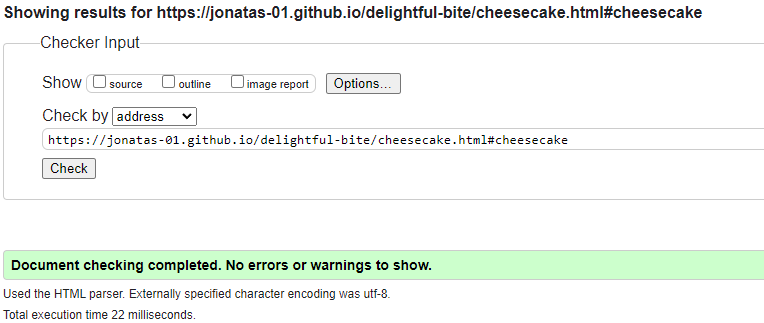 Showing results for https://jonatas-01.github.io/delightful-bite/cheesecake.html#cheesecake
Checker Input
Show source outline image report Options...
Check by address
https://jonatas-01.github.io/delightful-bite/cheesecake.html#cheesecake
Check
Document checking completed. No errors or warnings to show.
Used the HTML parser. Externally specified character encoding was utf-8.
Total execution time 22 milliseconds.